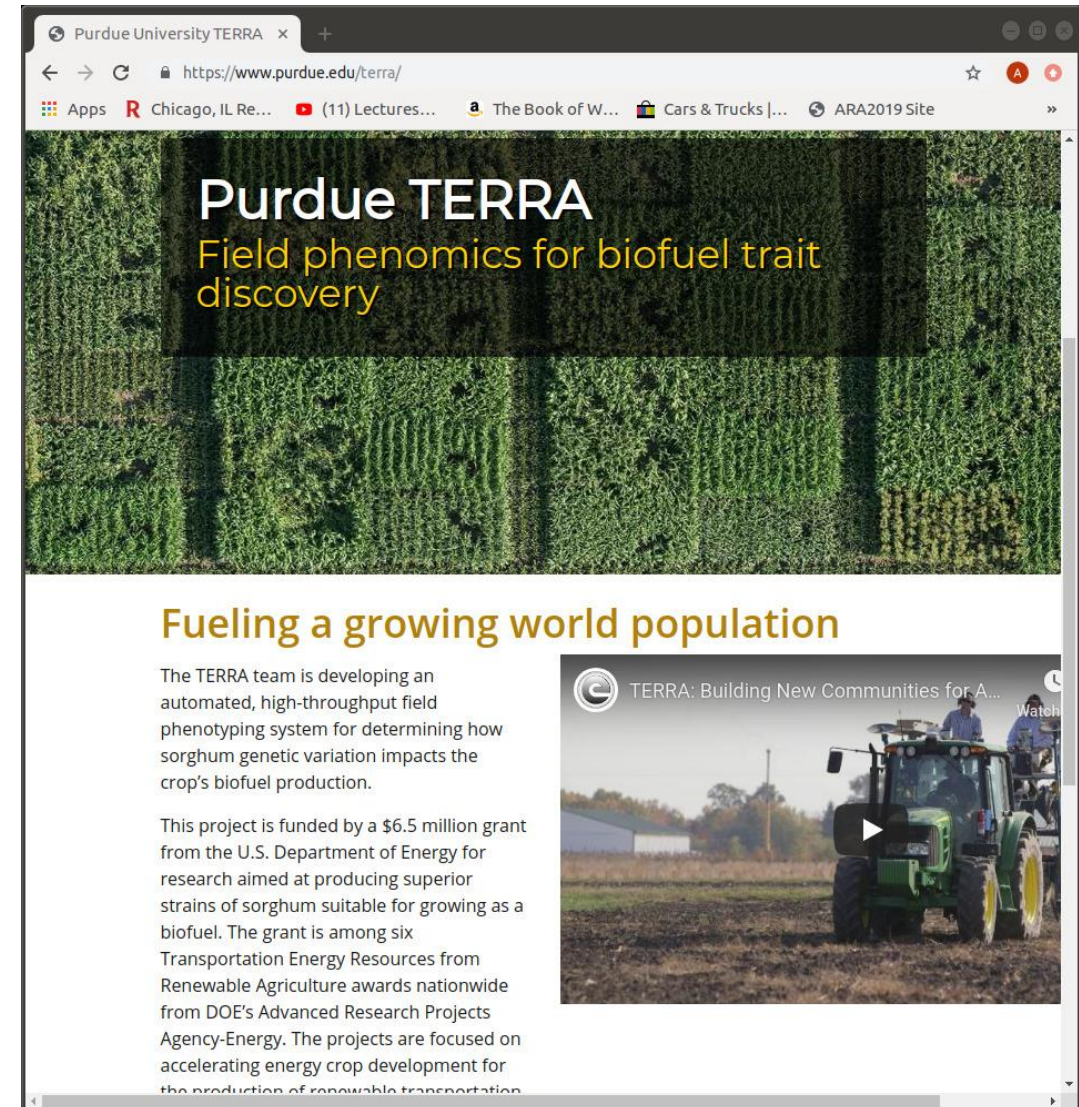 Purdue University TERRA
https://www.purdue.edu/terra/
A
Apps R Chicago, IL Re... (11) Lectures... a The Book of W... Cars & Trucks |... ARA2019 Site »
Purdue TERRA
Field phenomics for biofuel trait
discovery
Fueling a growing world population
The TERRA team is developing an
automated, high-throughput field
phenotyping system for determining how
sorghum genetic variation impacts the
crop's biofuel production.
This project is funded by a $6.5 million grant
from the U.S. Department of Energy for
research aimed at producing superior
strains of sorghum suitable for growing as a
biofuel. The grant is among six
Transportation Energy Resources from
Renewable Agriculture awards nationwide
from DOE's Advanced Research Projects
Agency-Energy. The projects are focused on
accelerating energy crop development for
the production of renewable transportation
TERRA: Building New Communities for A...
Watch